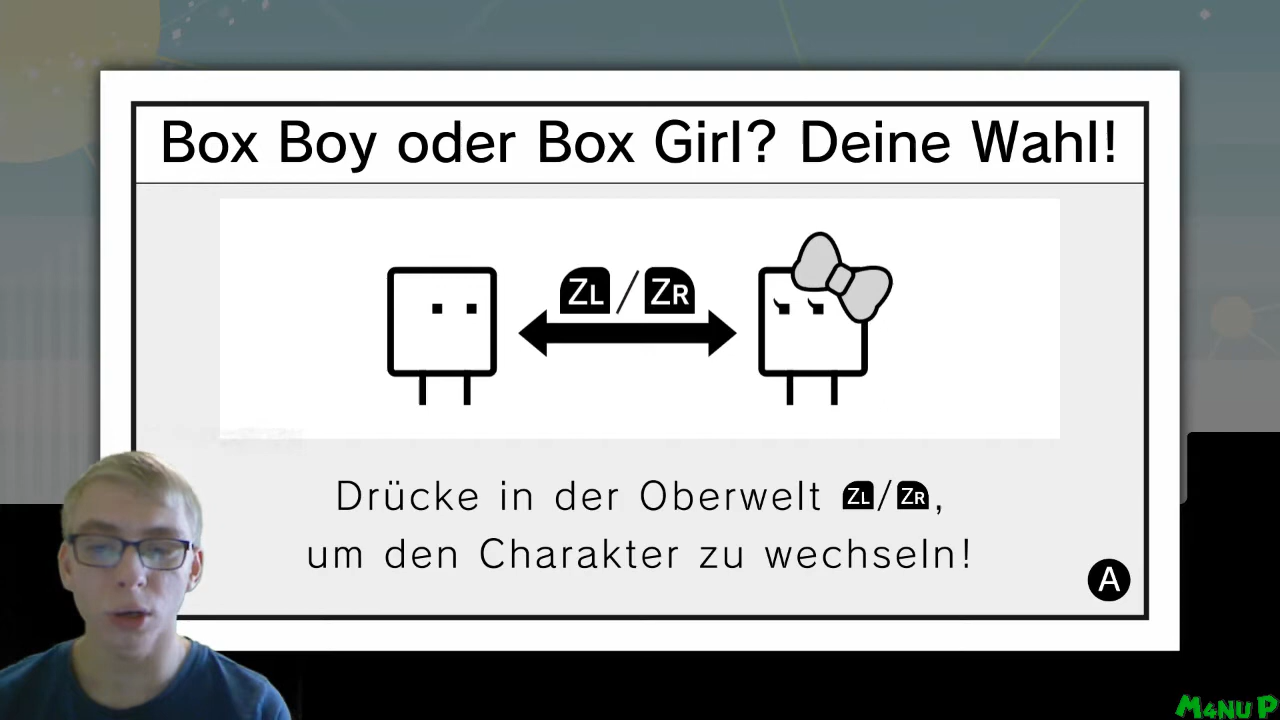 Box Boy oder Box Girl? Deine Wahl!
ZL/ZR
Drücke in der Oberwelt ZL/ZR,
um den Charakter zu wechseln!
A
M4NU P